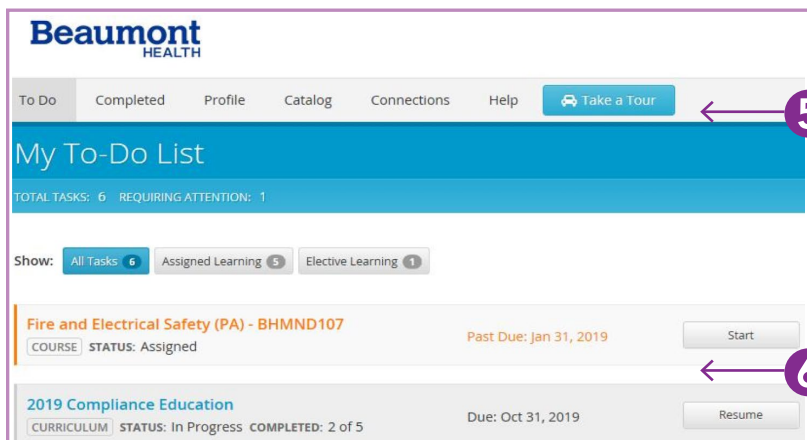 Beaumont
HEALTH
To Do Completed Profile Catalog Connections Help Take a Tour
5
My To-Do List
TOTAL TASKS: 6 REQUIRING ATTENTION: 1
Show: All Tasks 6 Assigned Learning 5 Elective Learning 1
Fire and Electrical Safety (PA) - BHMND107 Past Due: Jan 31, 2019 Start
COURSE STATUS: Assigned
6
2019 Compliance Education Due: Oct 31, 2019 Resume
CURRICULUM STATUS: In Progress COMPLETED: 2 of 5